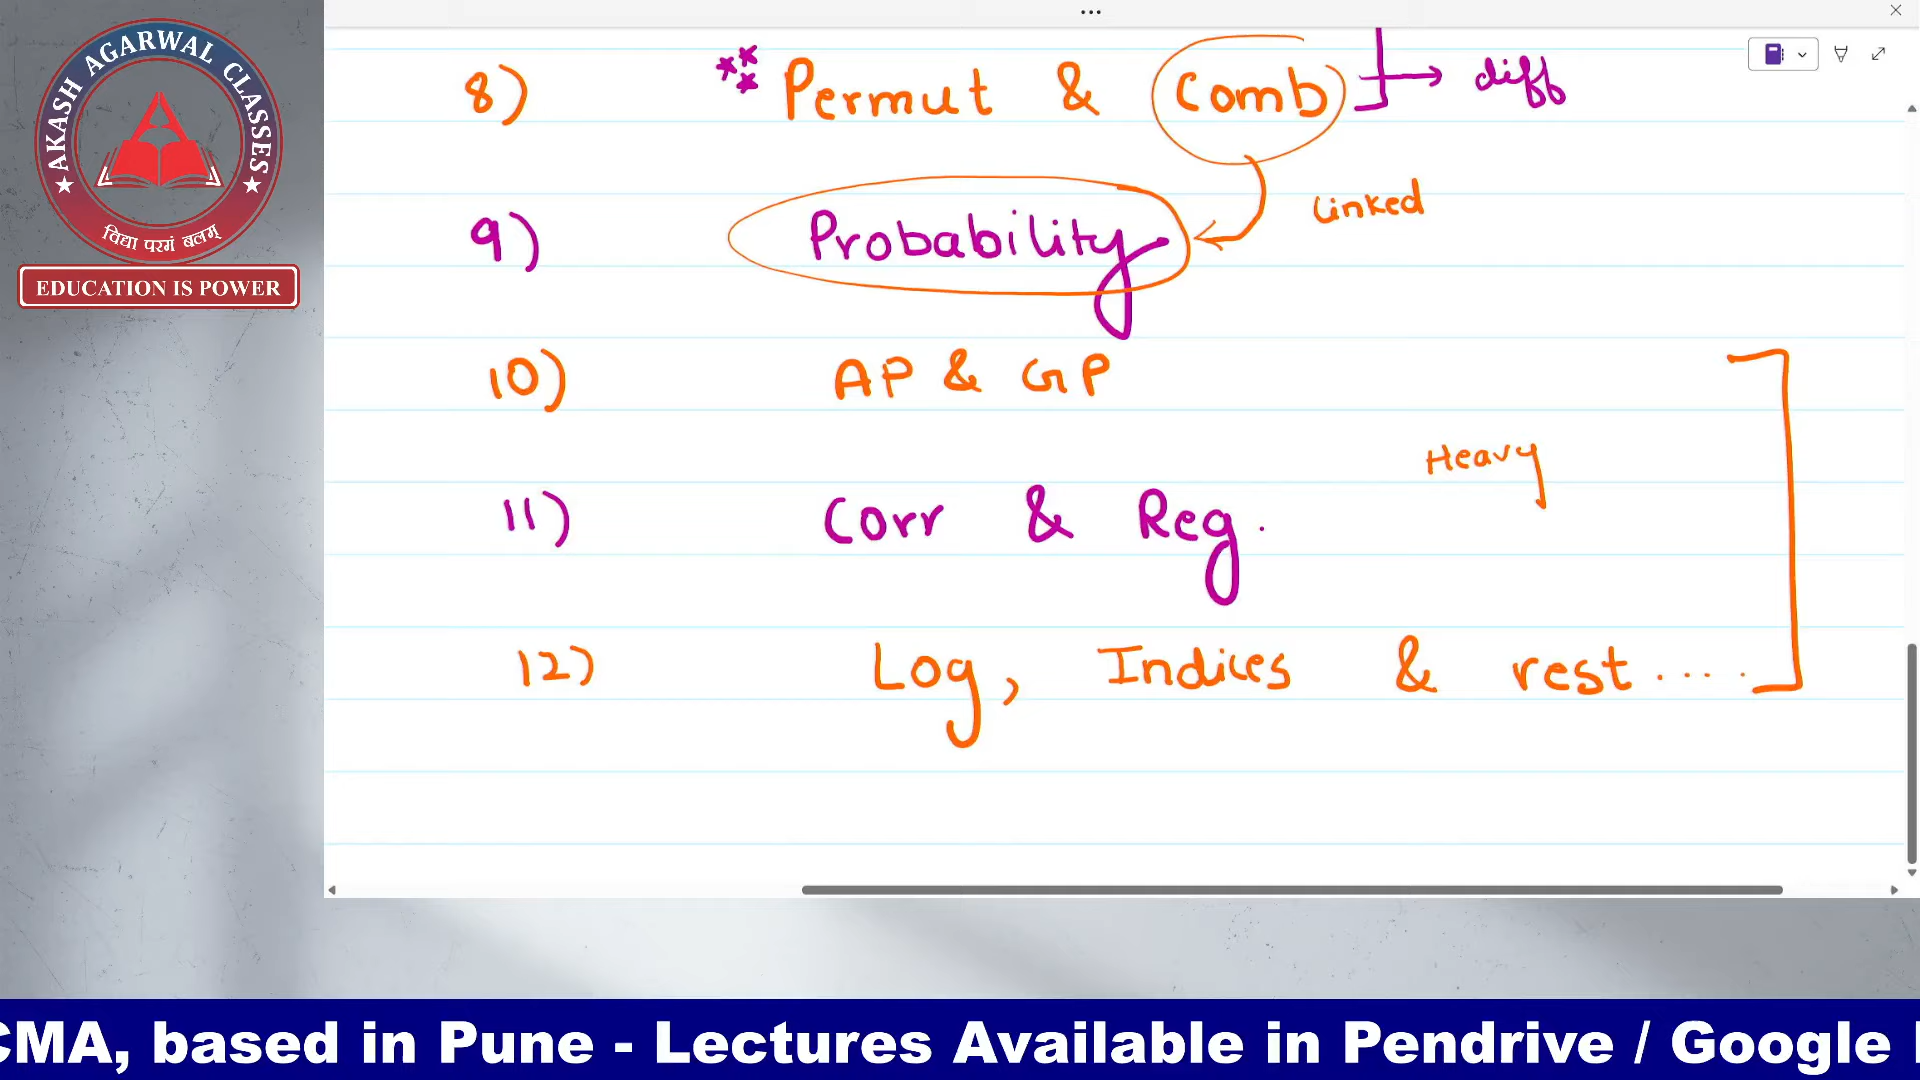 AKASH AGARWAL CLASSES
विद्या परमं बलम्
EDUCATION IS POWER
8) Permut & Comb → diff
Linked
9) Probability
10) AP & GP
Heavy
11) Corr & Reg.
12) Log, Indices & rest.....
CMA, based in Pune - Lectures Available in Pendrive / Google